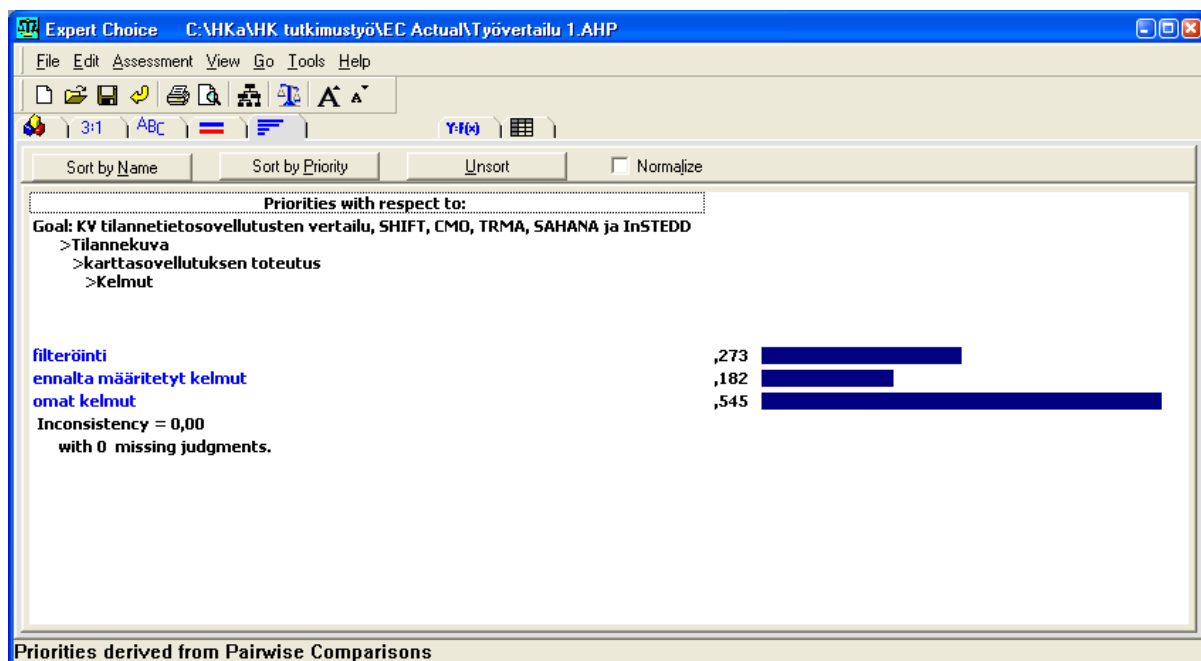 Expert Choice C:\HKa\HK tutkimustyö\EC Actual\Työvertailu 1.AHP
File Edit Assessment View Go Tools Help
A A
3:1 ABC Y=F(x)
Sort by Name Sort by Priority Unsort Normalize
Priorities with respect to:
Goal: KV tilannetietosovellutusten vertailu, SHIFT, CMO, TRMA, SAHANA ja InSTEDD
>Tilannekuva
>karttasovellutuksen toteutus
>Kelmut
filteröinti ,273
ennalta määritetyt kelmut ,182
omat kelmut ,545
Inconsistency = 0,00
with 0 missing judgments.
Priorities derived from Pairwise Comparisons